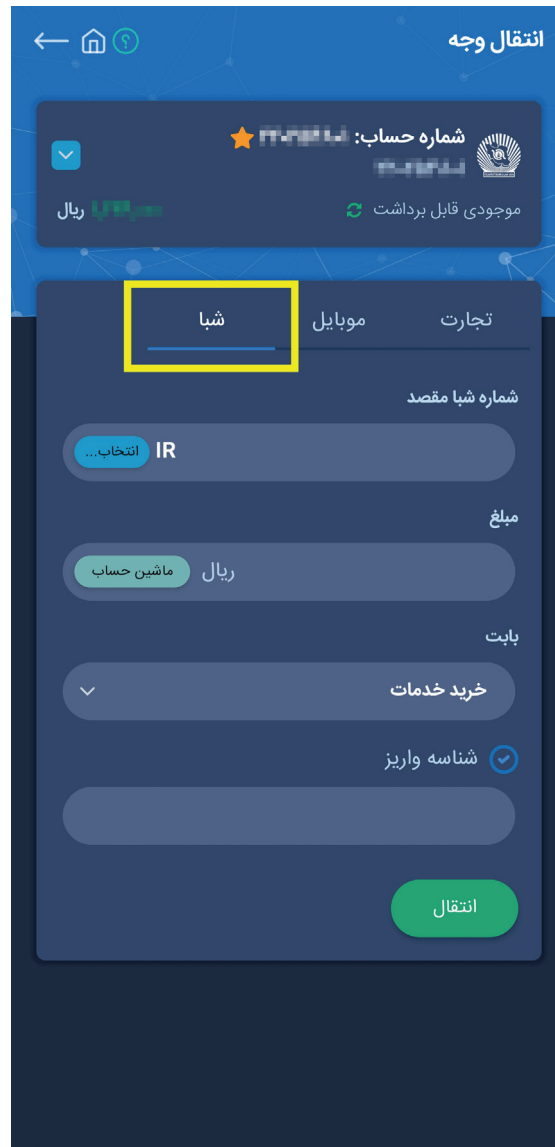 انتقال وجه
شماره حساب:
موجودی قابل برداشت
ریال
تجارت موبایل شبا
شماره شبا مقصد
IR انتخاب...
مبلغ
ریال ماشین حساب
بابت
خرید خدمات
شناسه واریز
انتقال